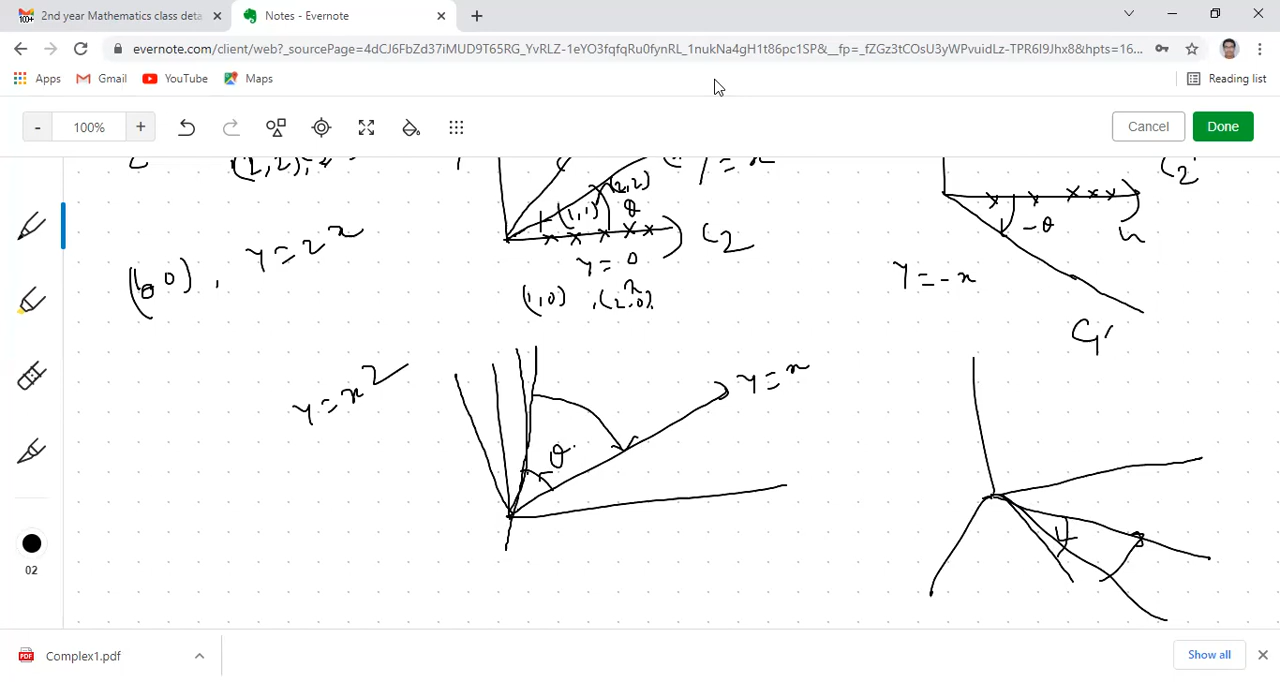 2nd year Mathematics class deta
Notes - Evernote
evernote.com/client/web?_sourcePage=4dCJ6FbZd37iMUD9T65RG_YvRLZ-1eYO3fqfqRu0fynRL_1nukNa4gH1t86pc1SP&__fp=_fZGz3tCOsU3yWPvuidLz-TPR6I9Jhx8&hpts=16...
Apps Gmail YouTube Maps Reading list
- 100% + Cancel Done
(2,2),
y = x
C2
(2,2)
(1,1) θ
C2
y = 0
(1,0), (2,0)
(1,0), y = 2x
-θ
y = -x
C1
y = x2
y = x
θ
02
Complex1.pdf
Show all